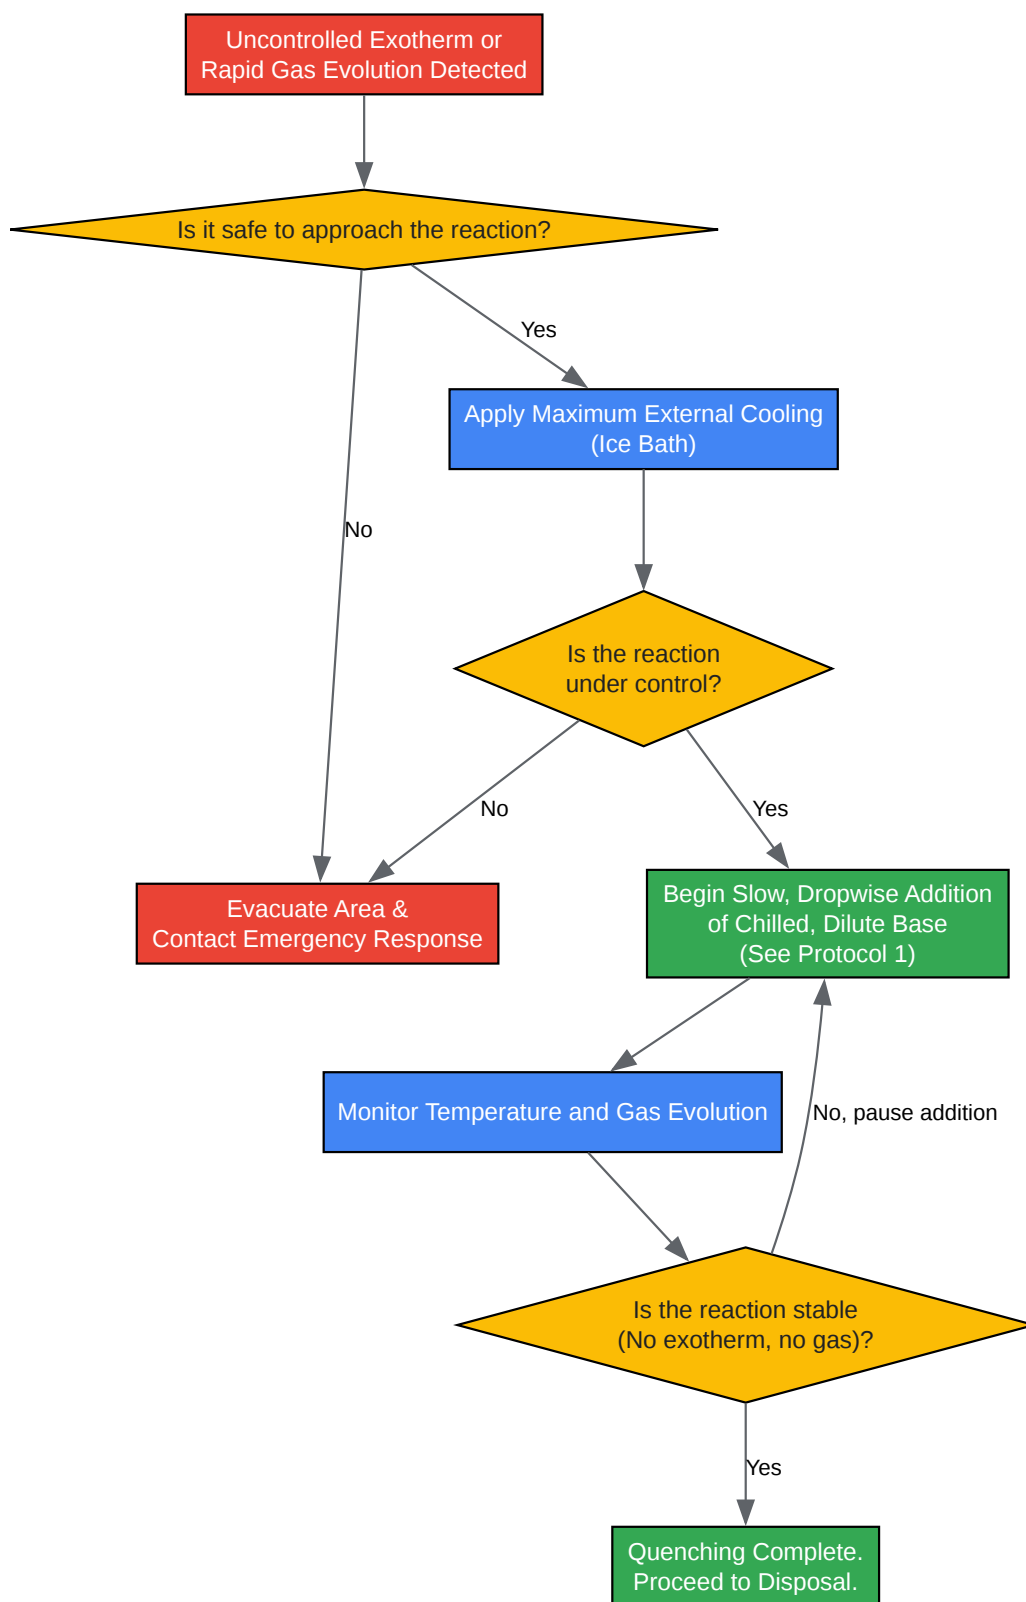 Uncontrolled Exotherm or
Rapid Gas Evolution Detected
Is it safe to approach the reaction?
Yes
Apply Maximum External Cooling
(Ice Bath)
No
Is the reaction
under control?
No
Yes
Evacuate Area &
Contact Emergency Response
Begin Slow, Dropwise Addition
of Chilled, Dilute Base
(See Protocol 1)
Monitor Temperature and Gas Evolution
No, pause addition
Is the reaction stable
(No exotherm, no gas)?
Yes
Quenching Complete.
Proceed to Disposal.